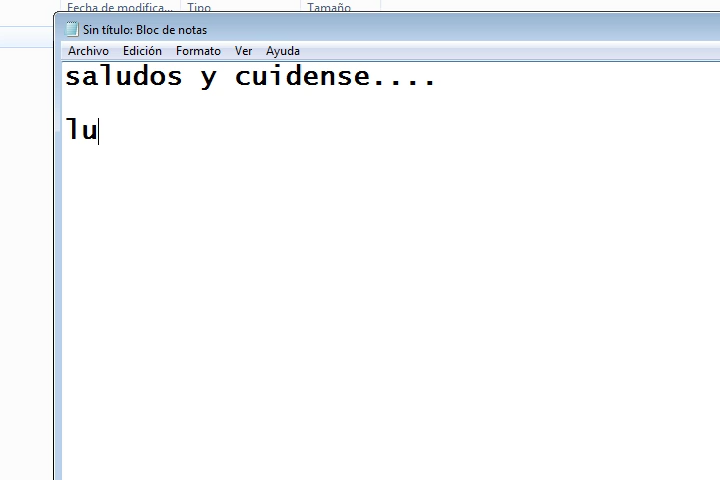 Fecha de modifica... Tipo Tamaño
Sin título: Bloc de notas
Archivo Edición Formato Ver Ayuda
saludos y cuidense....
lu